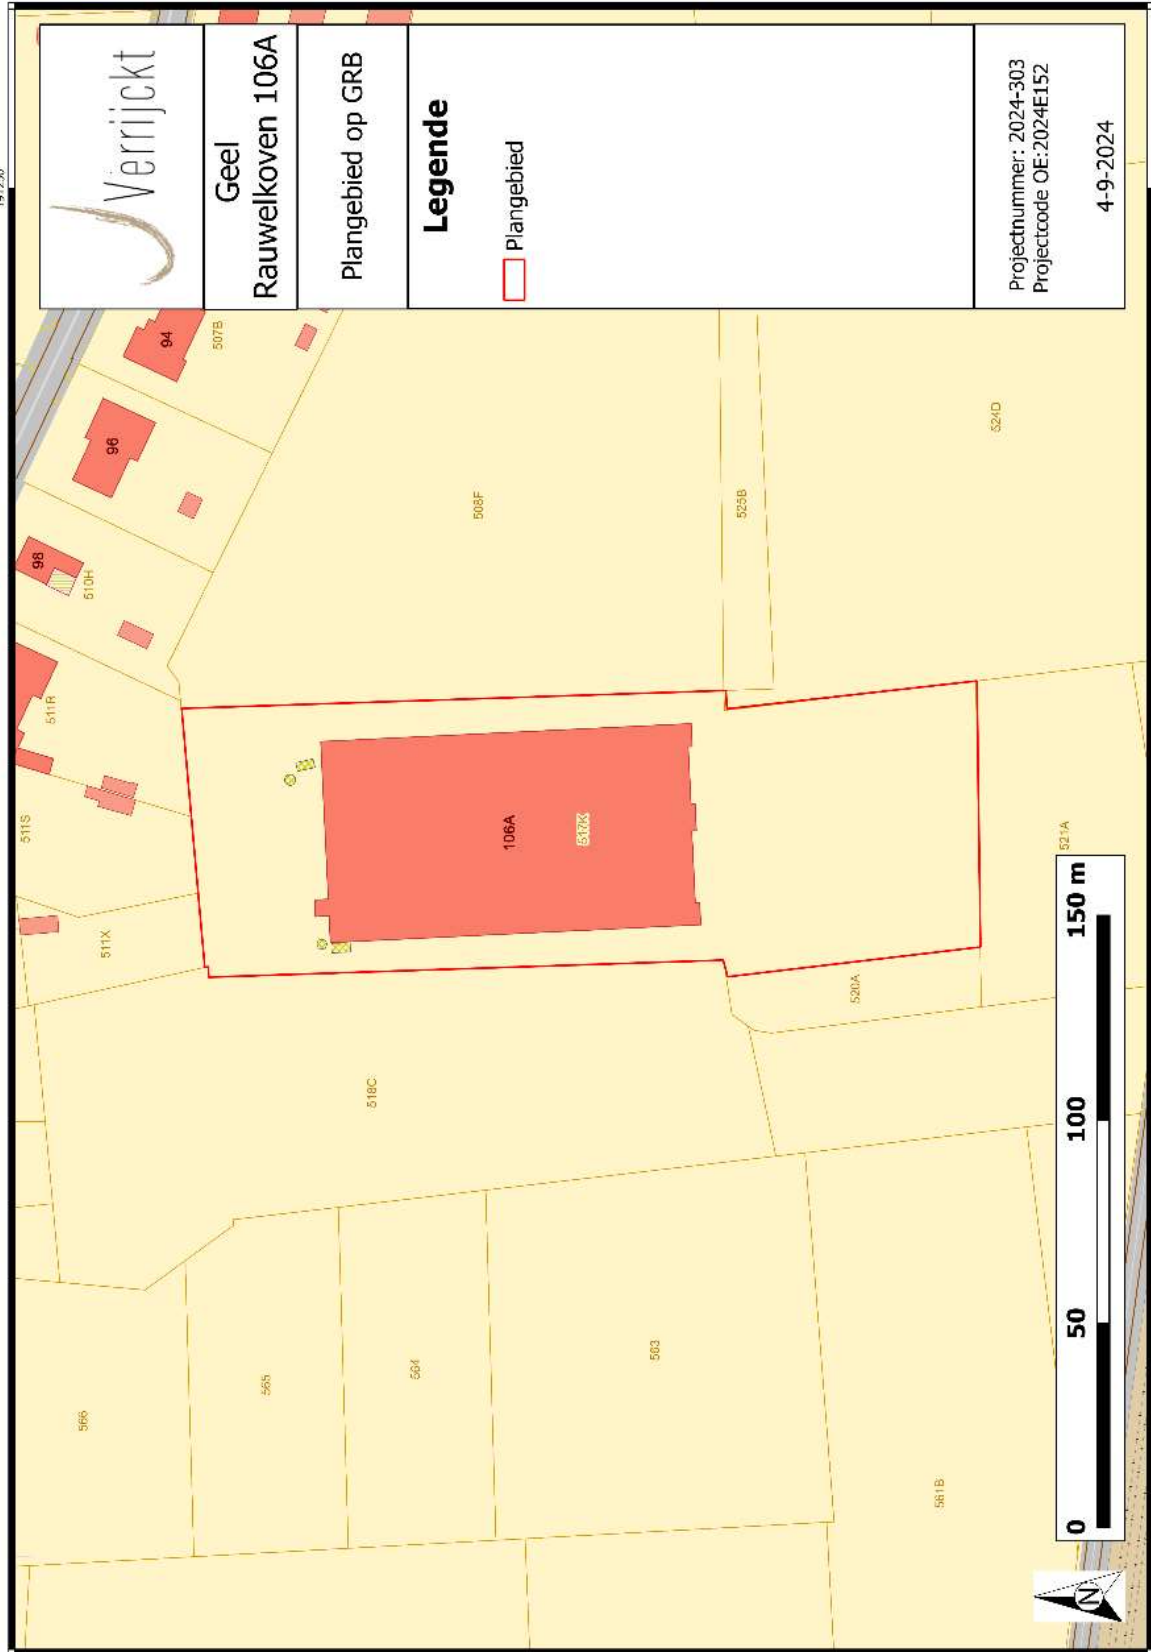 Verrijckt
Geel
Rauwelkoven 106A
Plangebied op GRB
Legende
Plangebied
Projectnummer: 2024-303
Projectcode OE:2024E152
4-9-2024
94
507B
96
98
510H
511R
511S
511X
508F
525B
524D
106A
517K
521A
520A
518C
566
565
564
563
561B
0 50 100 150 m
N